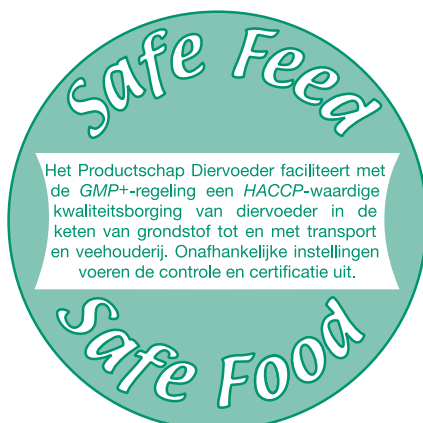 Safe Feed
Het Productschap Diervoeder faciliteert met
de GMP+-regeling een HACCP-waardige
kwaliteitsborging van diervoeder in de
keten van grondstof tot en met transport
en veehouderij. Onafhankelijke instellingen
voeren de controle en certificatie uit.
Safe Food